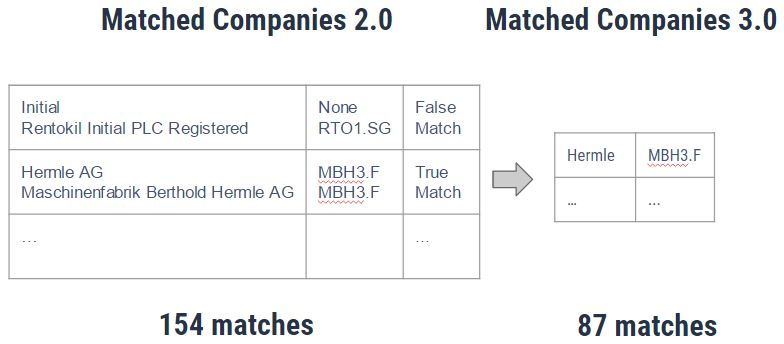 Matched Companies 2.0
Matched Companies 3.0
Initial
Rentokil Initial PLC Registered
None
RTO1.SG
False
Match
Hermle AG
Maschinenfabrik Berthold Hermle AG
MBH3.F
MBH3.F
True
Match
...
...
Hermle
MBH3.F
...
...
154 matches
87 matches